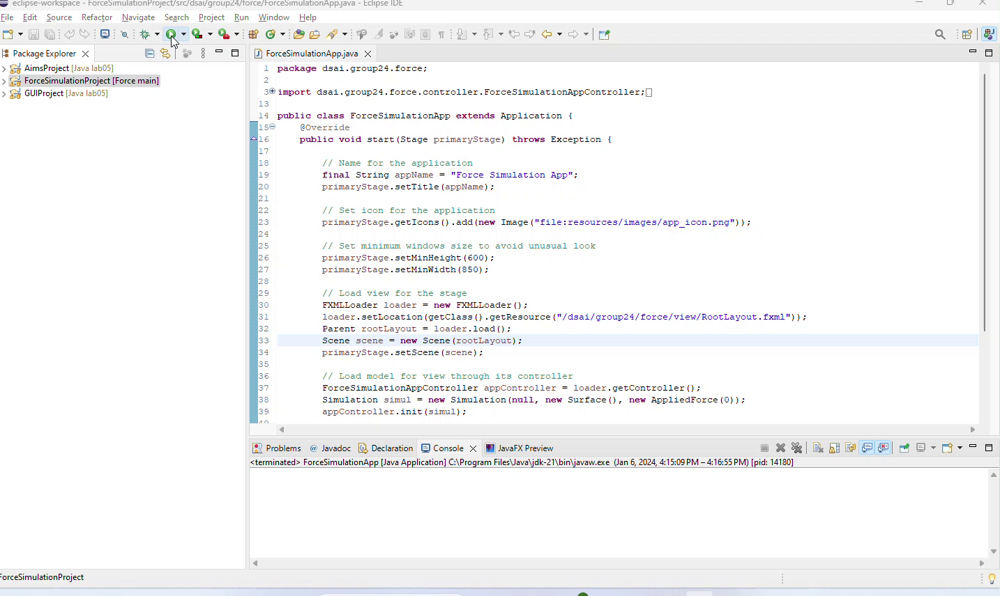 eclipse-workspace - ForceSimulationProject/src/dsai/group24/force/ForceSimulationApp.java - Eclipse IDE
File Edit Source Refactor Navigate Search Project Run Window Help
Package Explorer
ForceSimulationApp.java
AimsProject [Java lab05]
ForceSimulationProject [Force main]
GUIProject [Java lab05]
1 package dsai.group24.force;
2
3 import dsai.group24.force.controller.ForceSimulationAppController;
13
14 public class ForceSimulationApp extends Application {
15 @Override
16 public void start(Stage primaryStage) throws Exception {
17
18 // Name for the application
19 final String appName = "Force Simulation App";
20 primaryStage.setTitle(appName);
21
22 // Set icon for the application
23 primaryStage.getIcons().add(new Image("file:resources/images/app_icon.png"));
24
25 // Set minimum windows size to avoid unusual look
26 primaryStage.setMinHeight(600);
27 primaryStage.setMinWidth(850);
28
29 // Load view for the stage
30 FXMLLoader loader = new FXMLLoader();
31 loader.setLocation(getClass().getResource("/dsai/group24/force/view/RootLayout.fxml"));
32 Parent rootLayout = loader.load();
33 Scene scene = new Scene(rootLayout);
34 primaryStage.setScene(scene);
35
36 // Load model for view through its controller
37 ForceSimulationAppController appController = loader.getController();
38 Simulation simul = new Simulation(null, new Surface(), new AppliedForce(0));
39 appController.init(simul);
40
Problems @ Javadoc Declaration Console JavaFX Preview
<terminated> ForceSimulationApp [Java Application] C:\Program Files\Java\jdk-21\bin\javaw.exe (Jan 6, 2024, 4:15:09 PM – 4:16:55 PM) [pid: 14180]
ForceSimulationProject